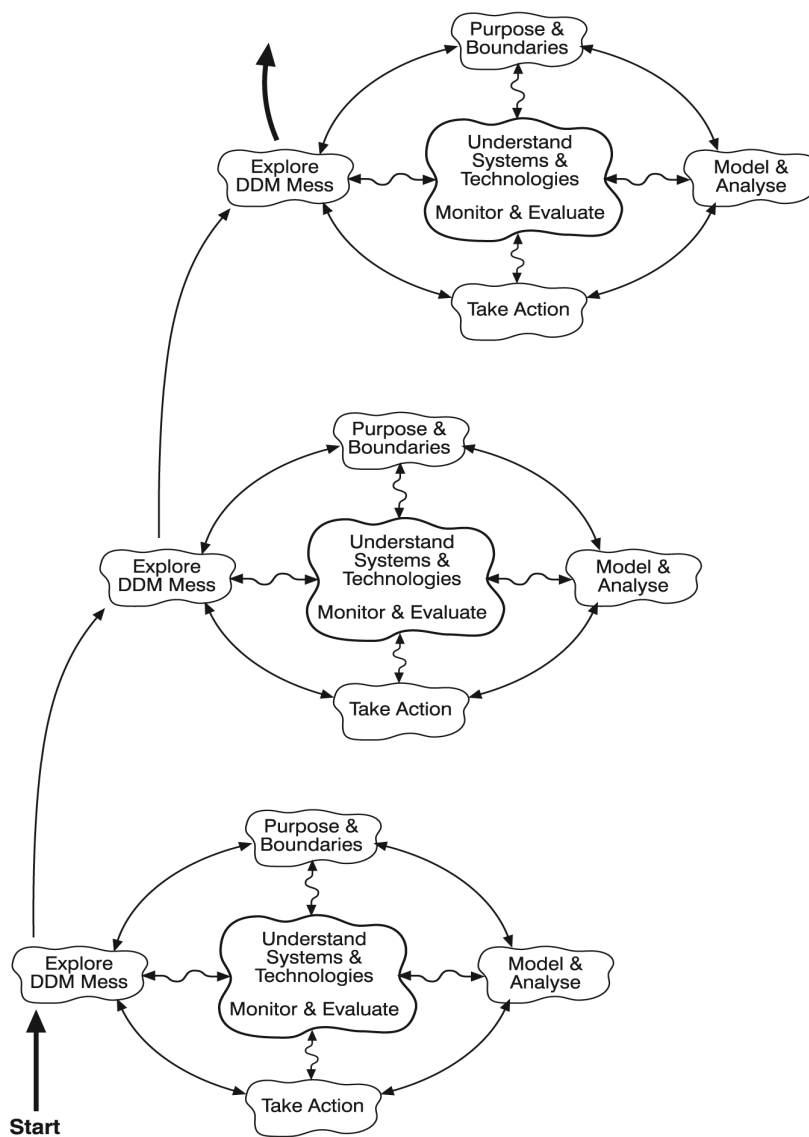 Purpose &
Boundaries
Explore
DDM Mess
Understand
Systems &
Technologies
Monitor & Evaluate
Model &
Analyse
Take Action
Purpose &
Boundaries
Explore
DDM Mess
Understand
Systems &
Technologies
Monitor & Evaluate
Model &
Analyse
Take Action
Purpose &
Boundaries
Explore
DDM Mess
Understand
Systems &
Technologies
Monitor & Evaluate
Model &
Analyse
Take Action
Start